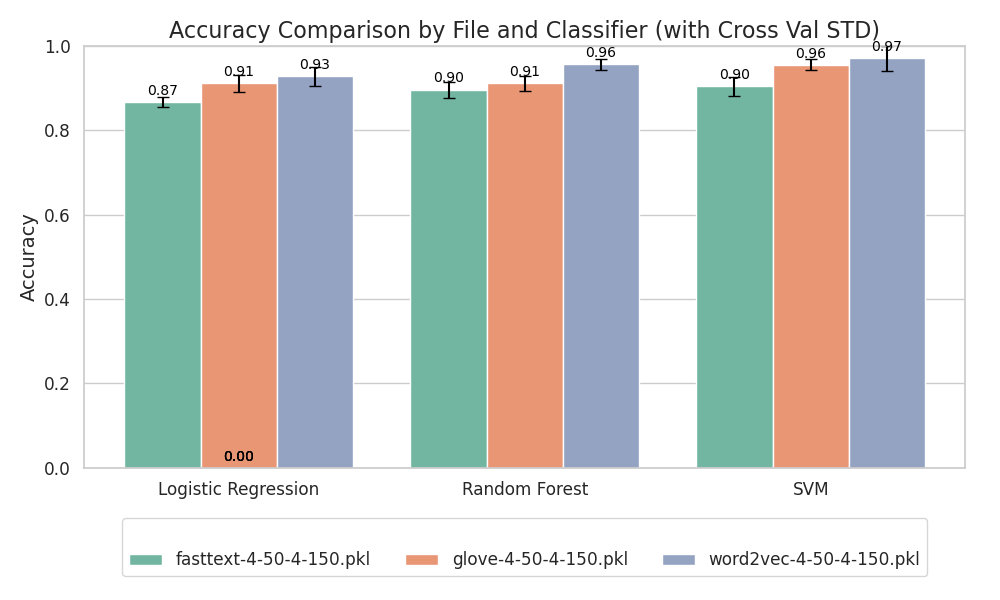 Accuracy Comparison by File and Classifier (with Cross Val STD)
Accuracy
1.0
0.8
0.6
0.4
0.2
0.0
0.87
0.91
0.93
0.90
0.91
0.96
0.90
0.96
0.97
0.00
Logistic Regression
Random Forest
SVM
fasttext-4-50-4-150.pkl
glove-4-50-4-150.pkl
word2vec-4-50-4-150.pkl